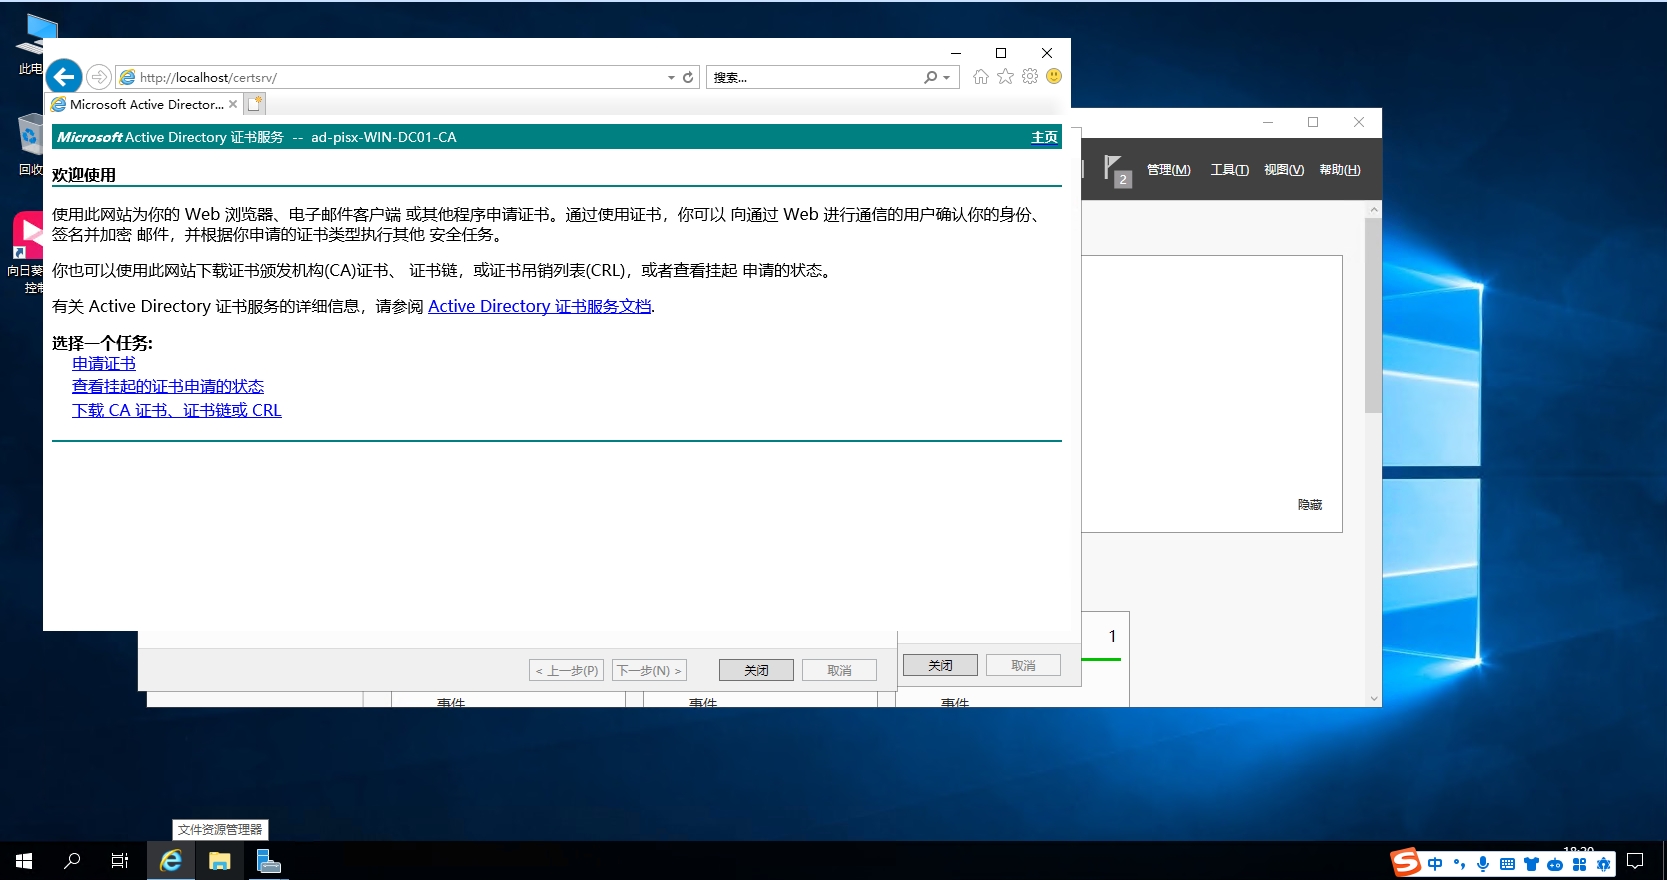 此电
回收
向日葵
控制
http://localhost/certsrv/
搜索...
Microsoft Active Director...
Microsoft Active Directory 证书服务 -- ad-pisx-WIN-DC01-CA
主页
欢迎使用
使用此网站为你的 Web 浏览器、电子邮件客户端 或其他程序申请证书。通过使用证书，你可以 向通过 Web 进行通信的用户确认你的身份、
签名并加密 邮件，并根据你申请的证书类型执行其他 安全任务。
你也可以使用此网站下载证书颁发机构(CA)证书、 证书链，或证书吊销列表(CRL)，或者查看挂起 申请的状态。
有关 Active Directory 证书服务的详细信息，请参阅 Active Directory 证书服务文档.
选择一个任务:
申请证书
查看挂起的证书申请的状态
下载 CA 证书、证书链或 CRL
2
管理(M) 工具(T) 视图(V) 帮助(H)
隐藏
1
< 上一步(P) 下一步(N) > 关闭 取消
关闭 取消
事件 事件 事件
文件资源管理器
中